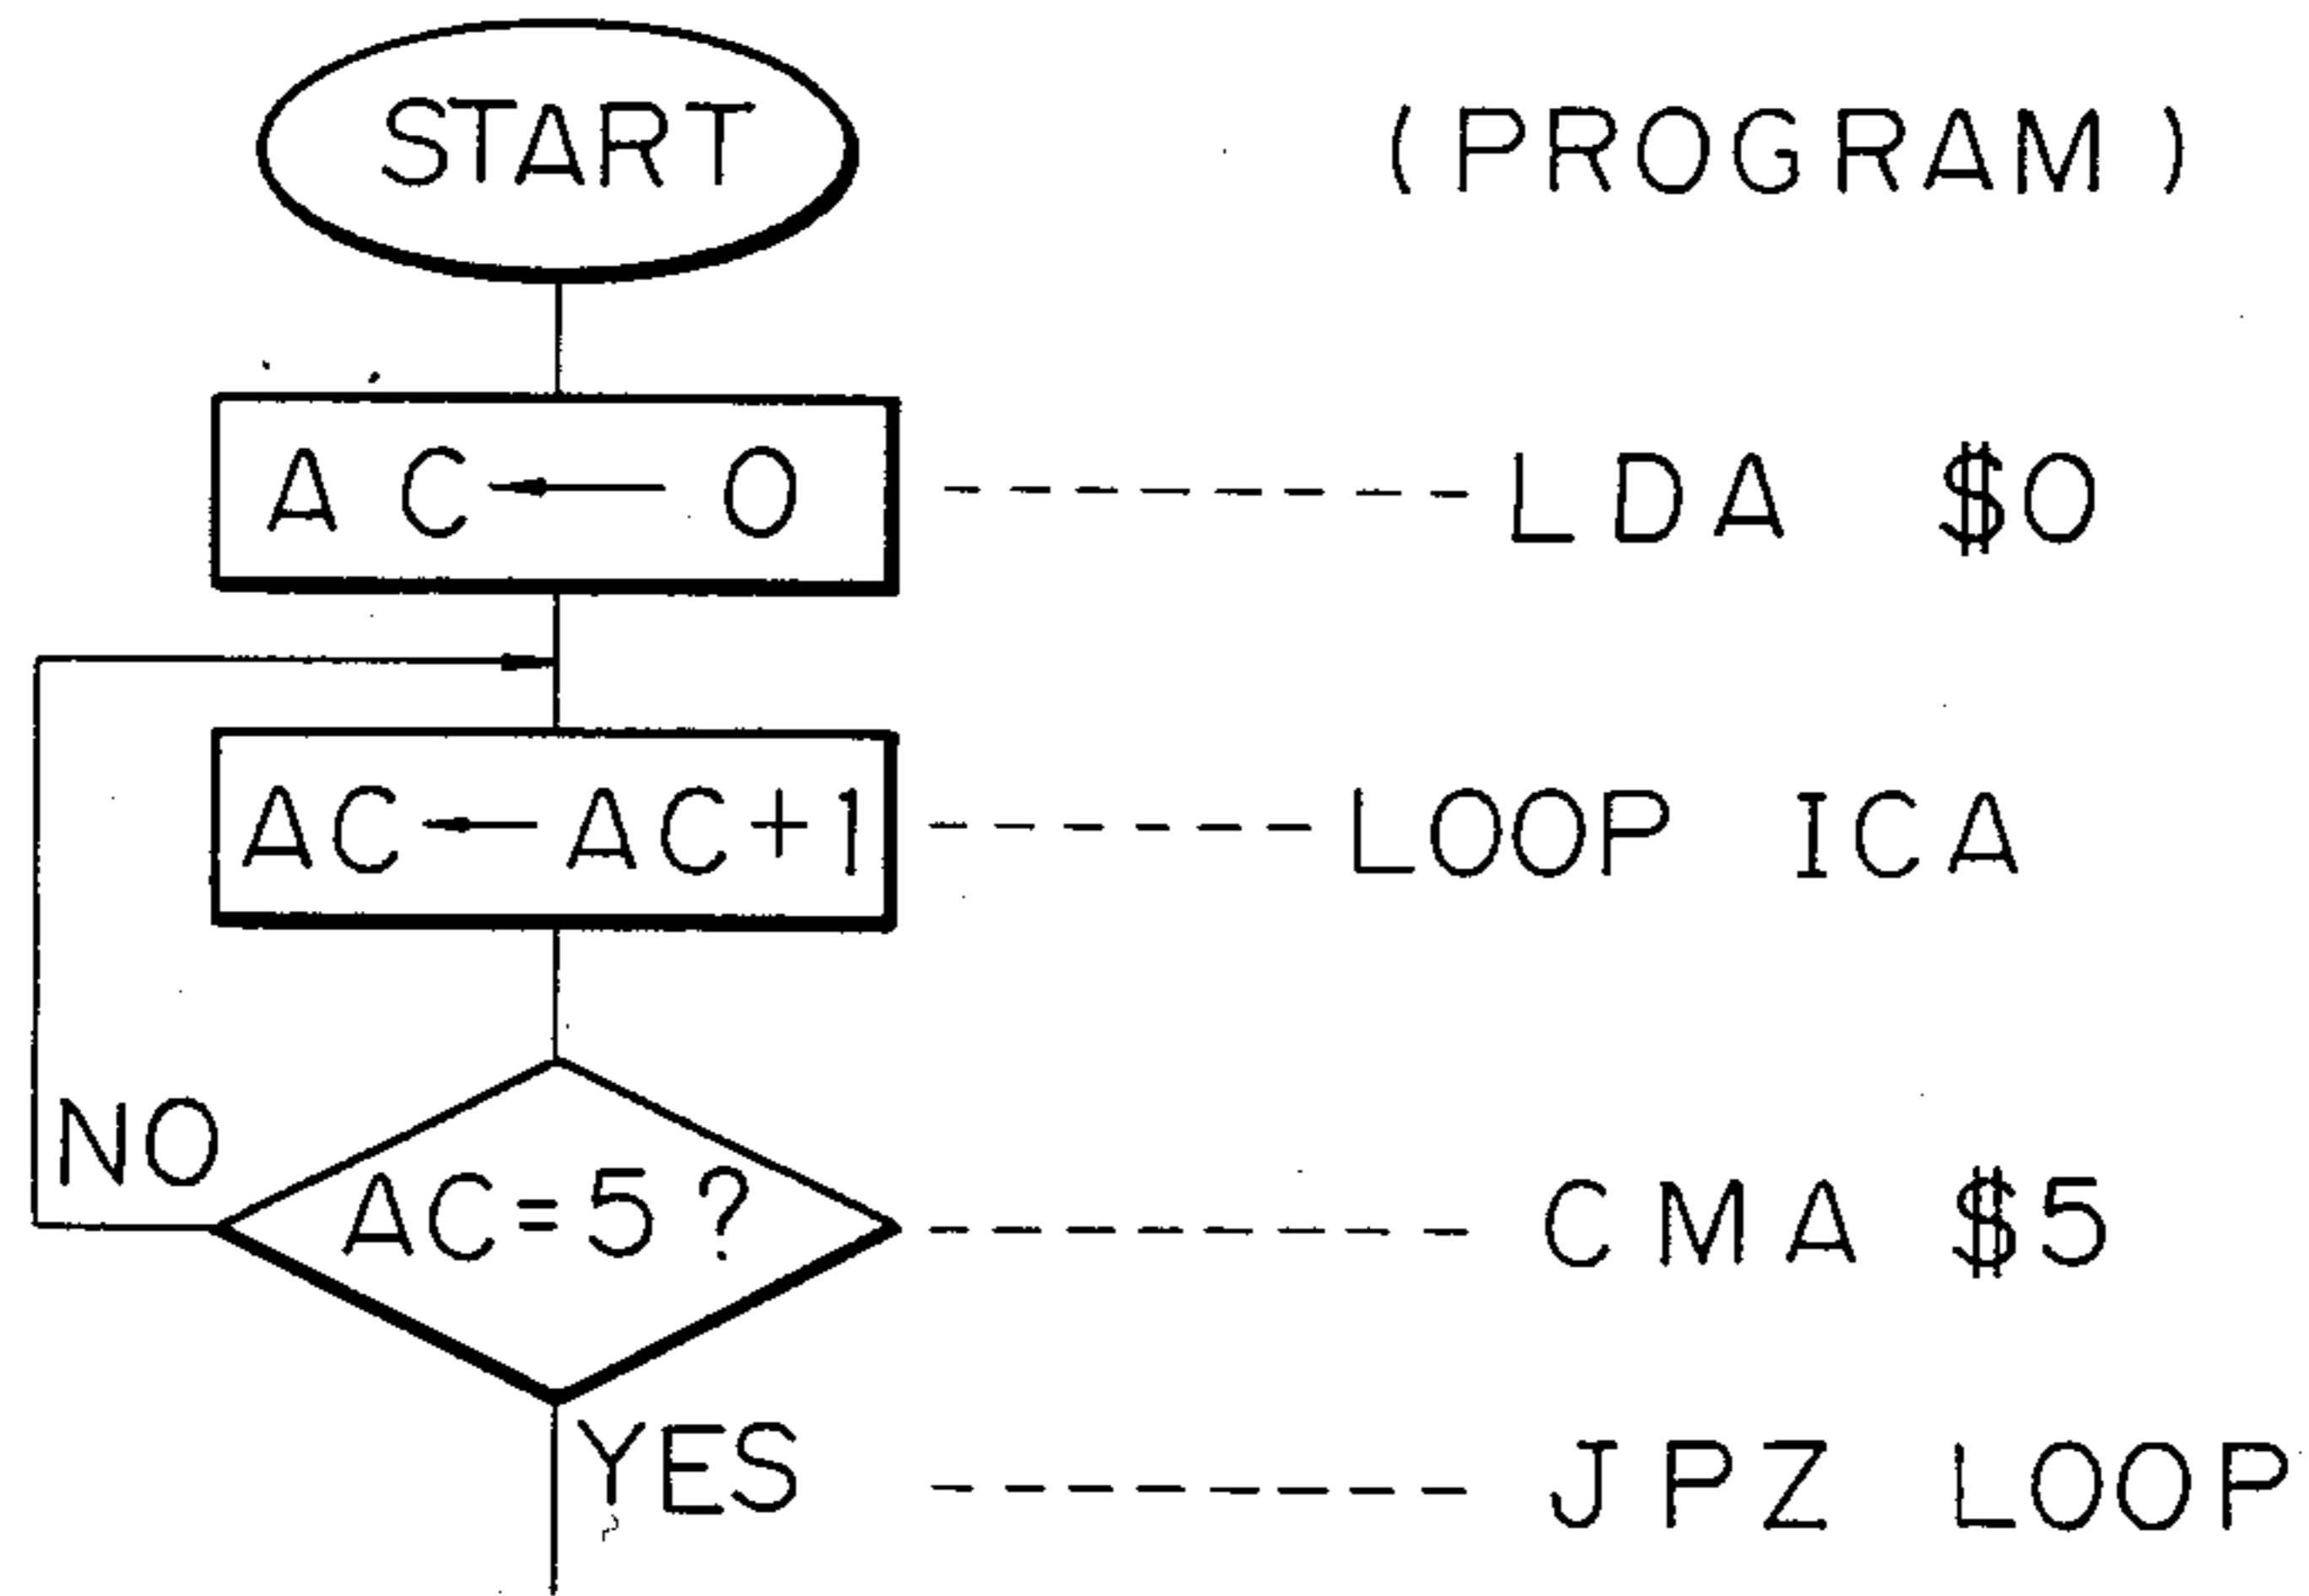 START (PROGRAM)
AC ← 0 LDA $0
AC ← AC+1 LOOP ICA
NO
AC=5? CMA $5
YES JPZ LOOP